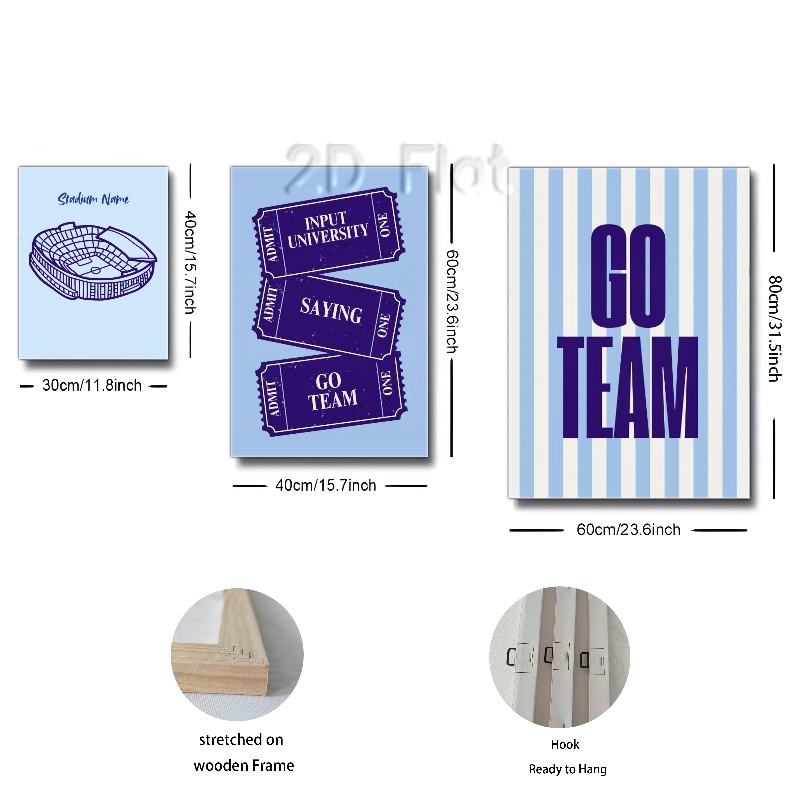 2D Flat
Stadium Name
40cm/15.7inch
30cm/11.8inch
ADMIT
INPUT
UNIVERSITY
ONE
ADMIT
SAYING
ONE
ADMIT
GO
TEAM
ONE
60cm/23.6inch
40cm/15.7inch
GO
TEAM
80cm/31.5inch
60cm/23.6inch
stretched on
wooden Frame
Hook
Ready to Hang